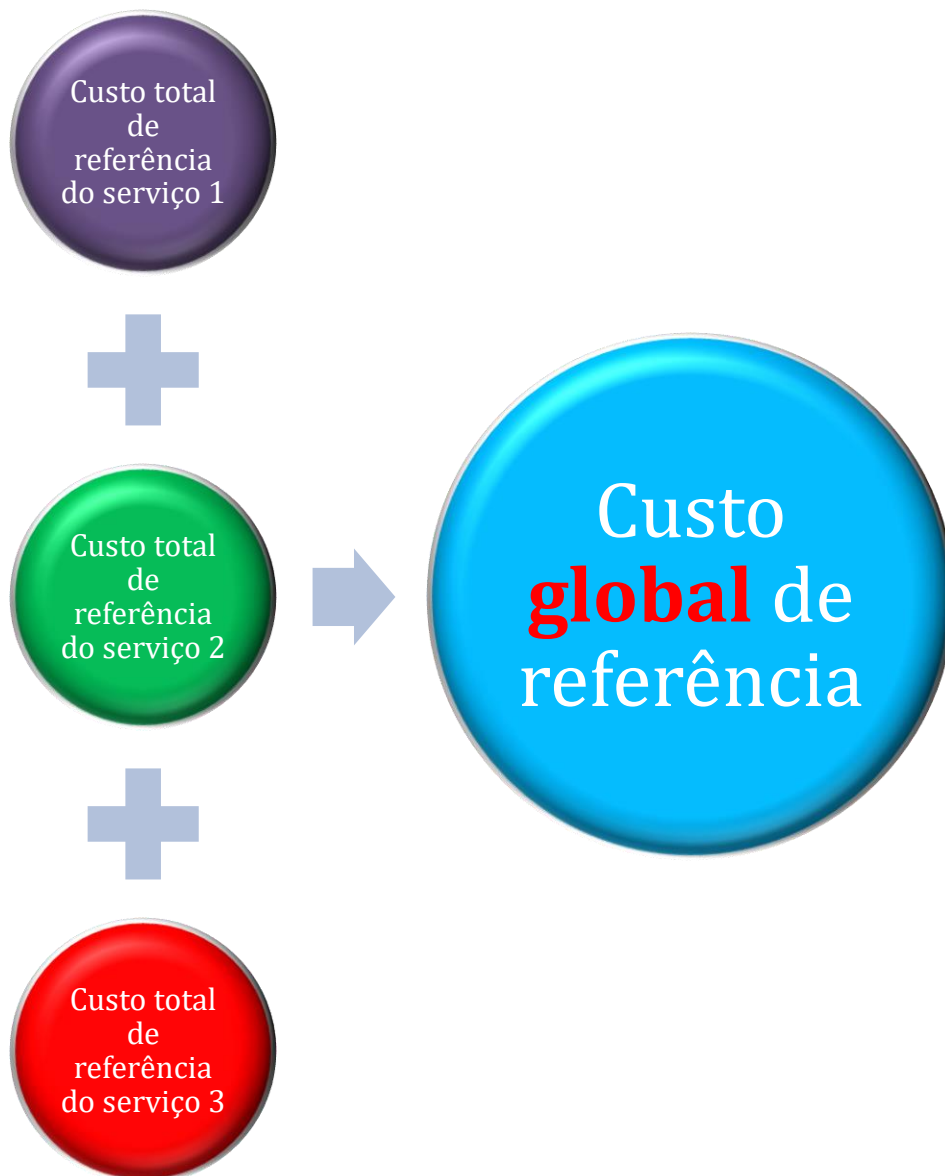 Custo total
de
referência
do serviço 1
Custo total
de
referência
do serviço 2
Custo total
de
referência
do serviço 3
Custo
global de
referência